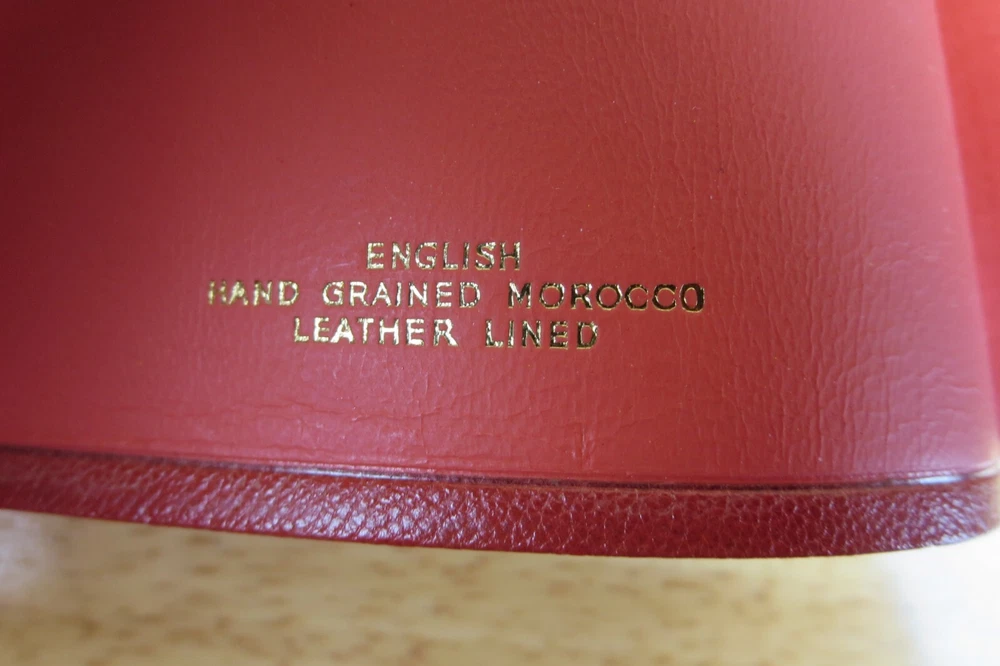 ENGLISH
HAND GRAINED MOROCCO
LEATHER LINED